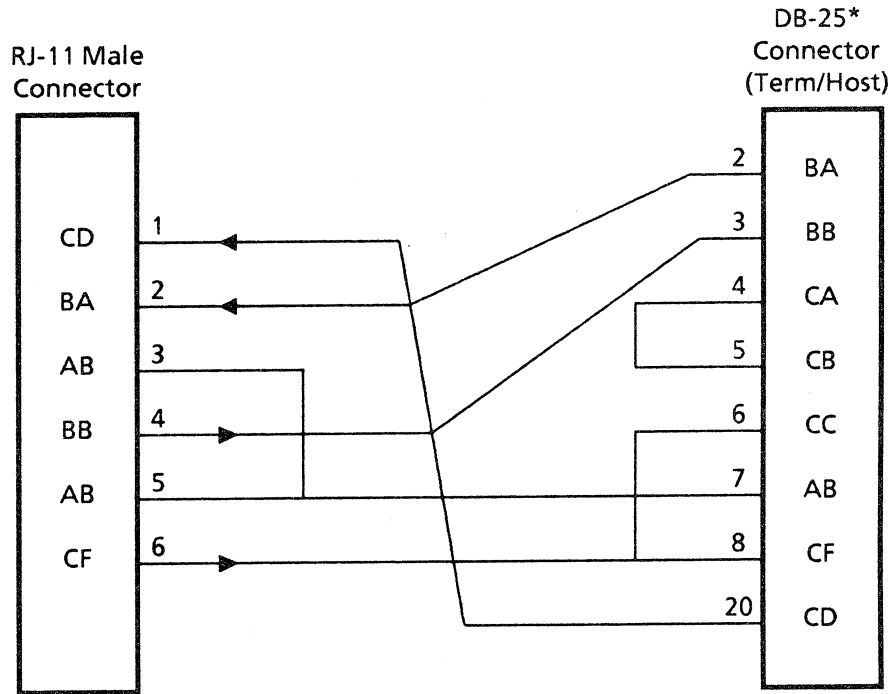 RJ-11 Male
Connector
DB-25*
Connector
(Term/Host)
CD 1
BA 2
AB 3
BB 4
AB 5
CF 6
2 BA
3 BB
4 CA
5 CB
6 CC
7 AB
8 CF
20 CD